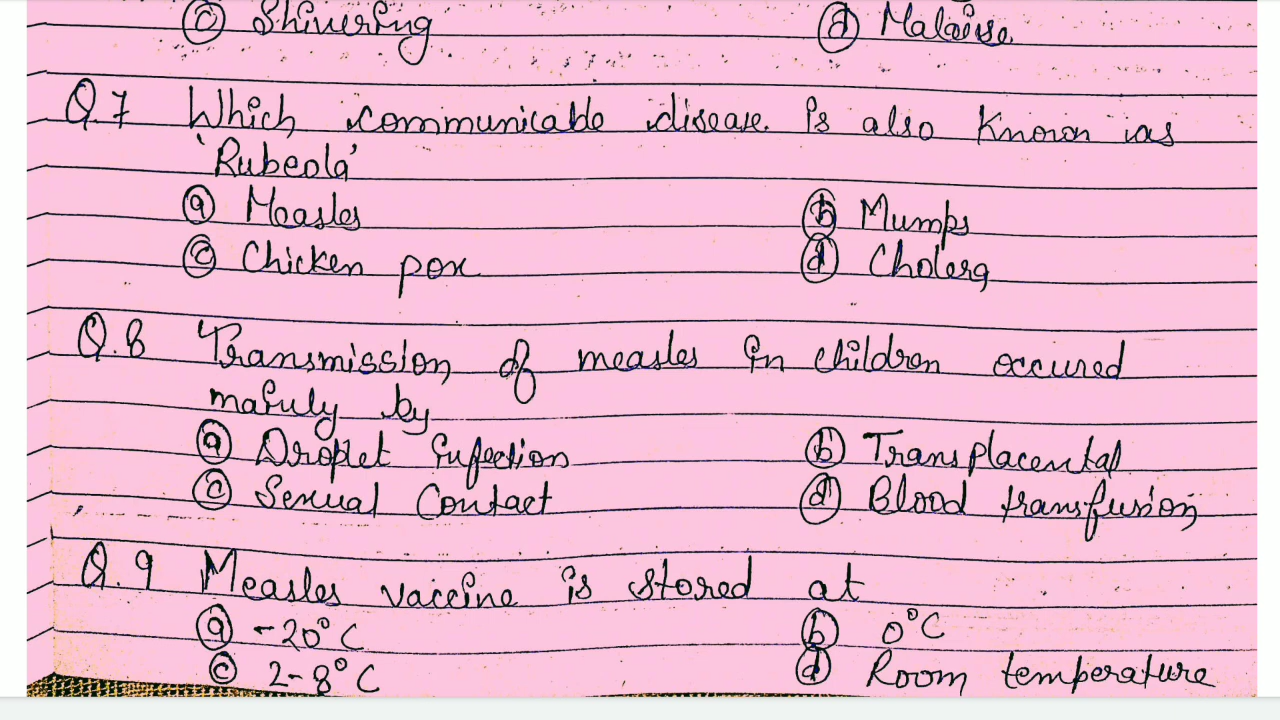 ⓒ Shivering ⓓ Malaise
Q.7 Which communicable disease is also known as
'Rubeola'
ⓐ Measles ⓑ Mumps
ⓒ Chicken pox ⓓ Cholera
Q.8 Transmission of measles in children occured
mainly by
ⓐ Droplet infection ⓑ Transplacental
ⓒ Sexual Contact ⓓ Blood transfusion
Q.9 Measles vaccine is stored at
ⓐ -20°C ⓑ 0°C
ⓒ 2-8°C ⓓ Room temperature